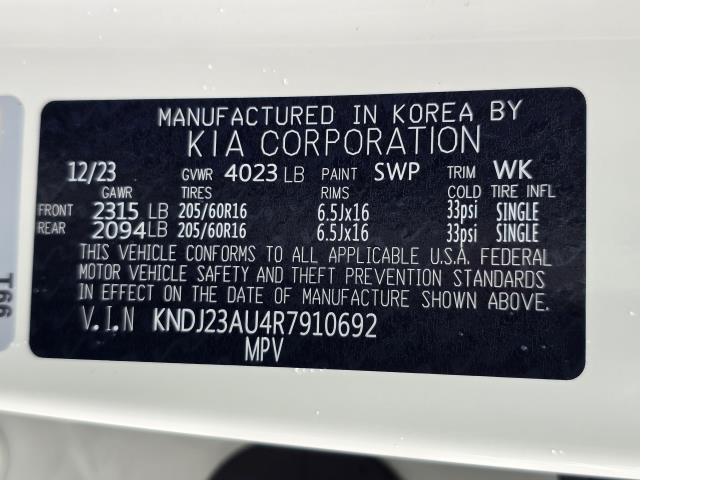 MANUFACTURED IN KOREA BY
KIA CORPORATION
12/23 GVWR 4023 LB PAINT SWP TRIM WK
GAWR TIRES RIMS COLD TIRE INFL
FRONT 2315 LB 205/60R16 6.5Jx16 33psi SINGLE
REAR 2094 LB 205/60R16 6.5Jx16 33psi SINGLE
THIS VEHICLE CONFORMS TO ALL APPLICABLE U.S.A. FEDERAL
MOTOR VEHICLE SAFETY AND THEFT PREVENTION STANDARDS
IN EFFECT ON THE DATE OF MANUFACTURE SHOWN ABOVE.
V.I.N KNDJ23AU4R7910692
MPV